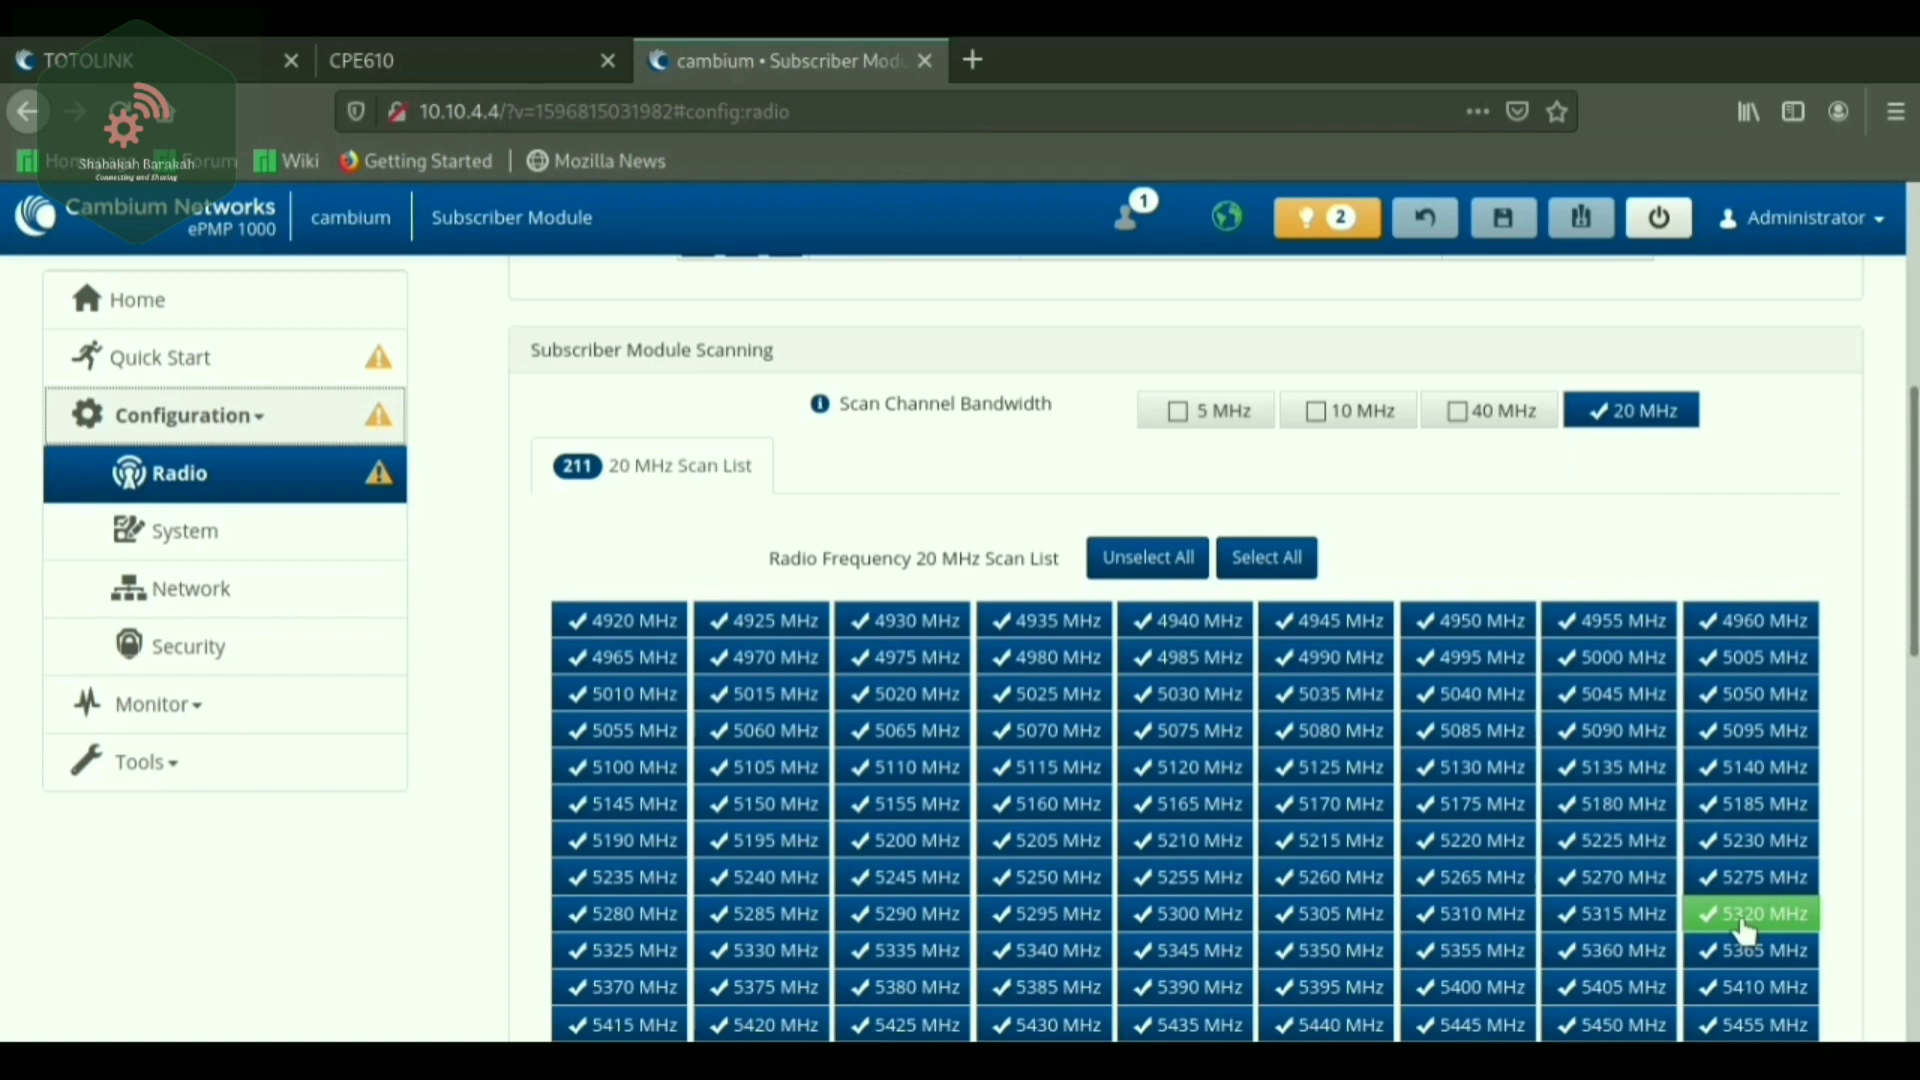 TOTOLINK
CPE610
cambium • Subscriber Modu
10.10.4.4/?v=1596815031982#config:radio
Shabakah Barakah
Connecting and Sharing
Forum
Wiki
Getting Started
Mozilla News
Cambium Networks
ePMP 1000
cambium
Subscriber Module
1
2
Administrator
Home
Quick Start
Configuration
Radio
System
Network
Security
Monitor
Tools
Subscriber Module Scanning
Scan Channel Bandwidth
5 MHz 10 MHz 40 MHz 20 MHz
211 20 MHz Scan List
Radio Frequency 20 MHz Scan List
Unselect All Select All
4920 MHz 4925 MHz 4930 MHz 4935 MHz 4940 MHz 4945 MHz 4950 MHz 4955 MHz 4960 MHz
4965 MHz 4970 MHz 4975 MHz 4980 MHz 4985 MHz 4990 MHz 4995 MHz 5000 MHz 5005 MHz
5010 MHz 5015 MHz 5020 MHz 5025 MHz 5030 MHz 5035 MHz 5040 MHz 5045 MHz 5050 MHz
5055 MHz 5060 MHz 5065 MHz 5070 MHz 5075 MHz 5080 MHz 5085 MHz 5090 MHz 5095 MHz
5100 MHz 5105 MHz 5110 MHz 5115 MHz 5120 MHz 5125 MHz 5130 MHz 5135 MHz 5140 MHz
5145 MHz 5150 MHz 5155 MHz 5160 MHz 5165 MHz 5170 MHz 5175 MHz 5180 MHz 5185 MHz
5190 MHz 5195 MHz 5200 MHz 5205 MHz 5210 MHz 5215 MHz 5220 MHz 5225 MHz 5230 MHz
5235 MHz 5240 MHz 5245 MHz 5250 MHz 5255 MHz 5260 MHz 5265 MHz 5270 MHz 5275 MHz
5280 MHz 5285 MHz 5290 MHz 5295 MHz 5300 MHz 5305 MHz 5310 MHz 5315 MHz 5320 MHz
5325 MHz 5330 MHz 5335 MHz 5340 MHz 5345 MHz 5350 MHz 5355 MHz 5360 MHz 5365 MHz
5370 MHz 5375 MHz 5380 MHz 5385 MHz 5390 MHz 5395 MHz 5400 MHz 5405 MHz 5410 MHz
5415 MHz 5420 MHz 5425 MHz 5430 MHz 5435 MHz 5440 MHz 5445 MHz 5450 MHz 5455 MHz